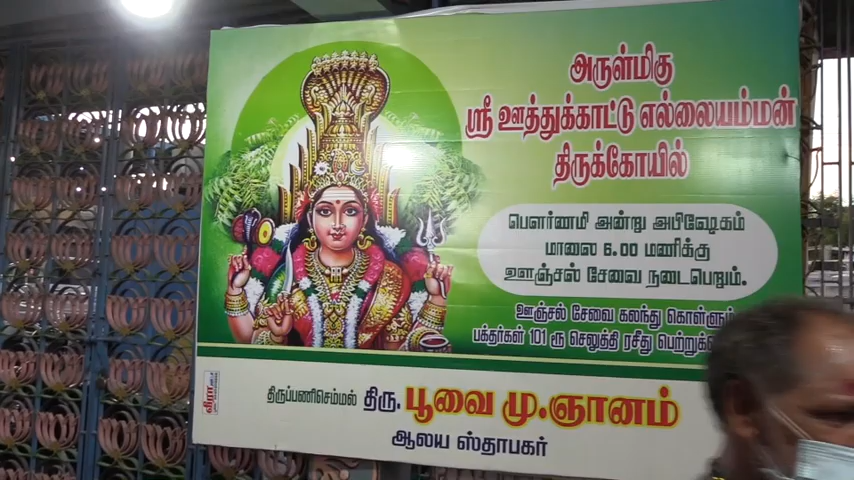 அருள்மிகு
ஸ்ரீ ஊத்துக்காட்டு எல்லையம்மன்
திருக்கோயில்
பௌர்ணமி அன்று அபிஷேகம்
மாலை 6.00 மணிக்கு
ஊஞ்சல் சேவை நடைபெறும்.
ஊஞ்சல் சேவை கலந்து
பக்தர்கள் 101 ரூ செலுத்தி ரசீது
திருப்பணிசெம்மல் திரு. பூவை மு.ஞானம்
ஆலய ஸ்தாபகர்